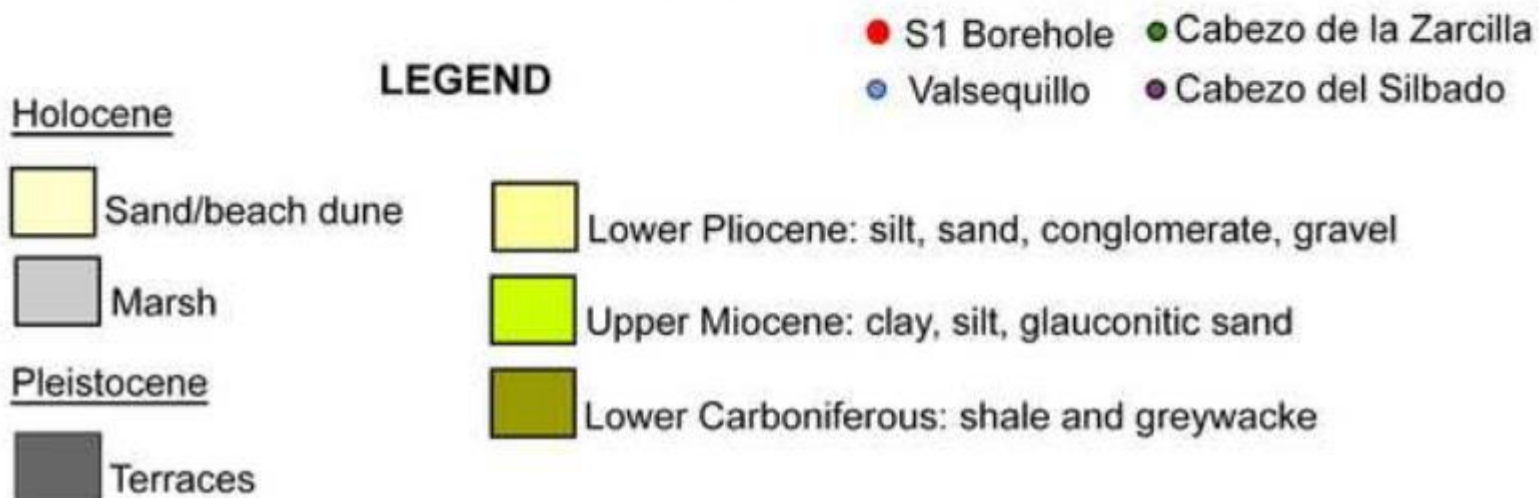 LEGEND
S1 Borehole
Cabezo de la Zarcilla
Valsequillo
Cabezo del Silbado
Holocene
Sand/beach dune
Marsh
Pleistocene
Terraces
Lower Pliocene: silt, sand, conglomerate, gravel
Upper Miocene: clay, silt, glauconitic sand
Lower Carboniferous: shale and greywacke